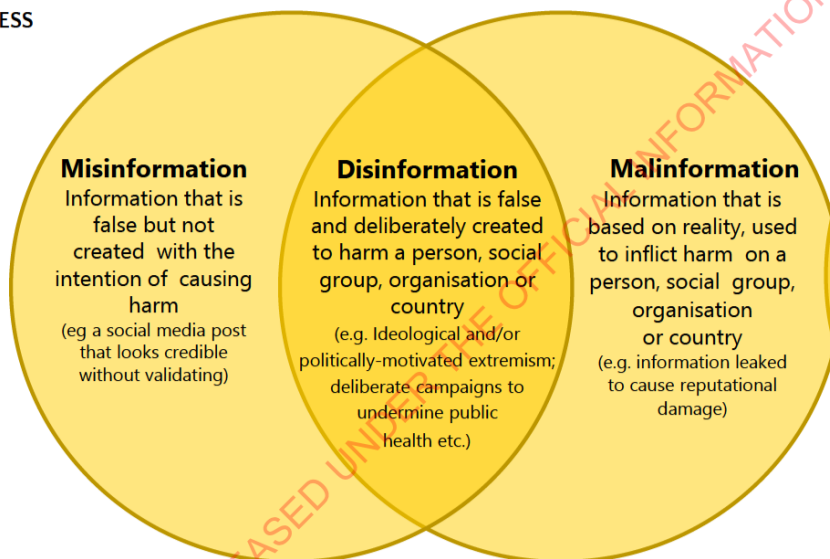 ESS
Misinformation
Information that is
false but not
created with the
intention of causing
harm
(eg a social media post
that looks credible
without validating)
Disinformation
Information that is false
and deliberately created
to harm a person, social
group, organisation or
country
(e.g. Ideological and/or
politically-motivated extremism;
deliberate campaigns to
undermine public
health etc.)
Malinformation
Information that is
based on reality, used
to inflict harm on a
person, social group,
organisation
or country
(e.g. information leaked
to cause reputational
damage)
EASED UNDER THE OFFICIAL INFORMATIO